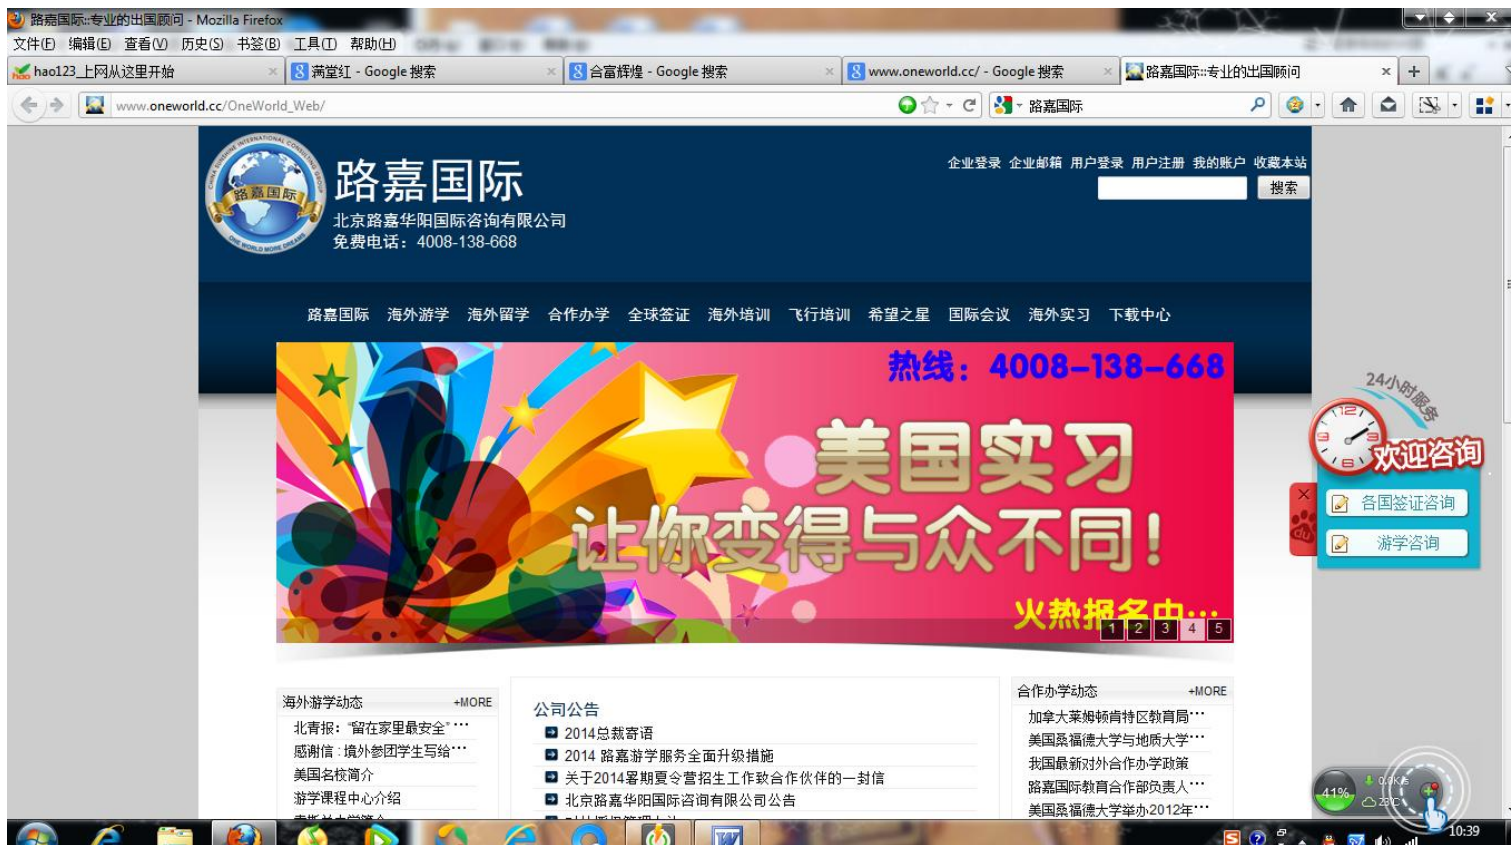 路嘉国际::专业的出国顾问 - Mozilla Firefox
文件(F) 编辑(E) 查看(V) 历史(S) 书签(B) 工具(T) 帮助(H)
hao123_上网从这里开始
满堂红 - Google 搜索
合富辉煌 - Google 搜索
www.oneworld.cc/ - Google 搜索
路嘉国际::专业的出国顾问
www.oneworld.cc/OneWorld_Web/
路嘉国际
CHINA SUNSHINE INTERNATIONAL CONSULTING GROUP
路嘉国际
ONE WORLD MORE DREAMS
路嘉国际
北京路嘉华阳国际咨询有限公司
免费电话：4008-138-668
企业登录 企业邮箱 用户登录 用户注册 我的账户 收藏本站
搜索
路嘉国际 海外游学 海外留学 合作办学 全球签证 海外培训 飞行培训 希望之星 国际会议 海外实习 下载中心
热线：4008-138-668
美国实习
让你变得与众不同！
火热报名中...
1 2 3 4 5
24小时服务
12 3 6 9
欢迎咨询
各国签证咨询
游学咨询
du
海外游学动态 +MORE
北青报："留在家里最安全"…
感谢信：境外参团学生写给…
美国名校简介
游学课程中心介绍
公司公告
2014总裁寄语
2014 路嘉游学服务全面升级措施
关于2014暑期夏令营招生工作致合作伙伴的一封信
北京路嘉华阳国际咨询有限公司公告
合作办学动态 +MORE
加拿大莱姆顿肯特区教育局…
美国桑福德大学与地质大学…
我国最新对外合作办学政策
路嘉国际教育合作部负责人…
美国桑福德大学举办2012年…
41%
23°C
10:39